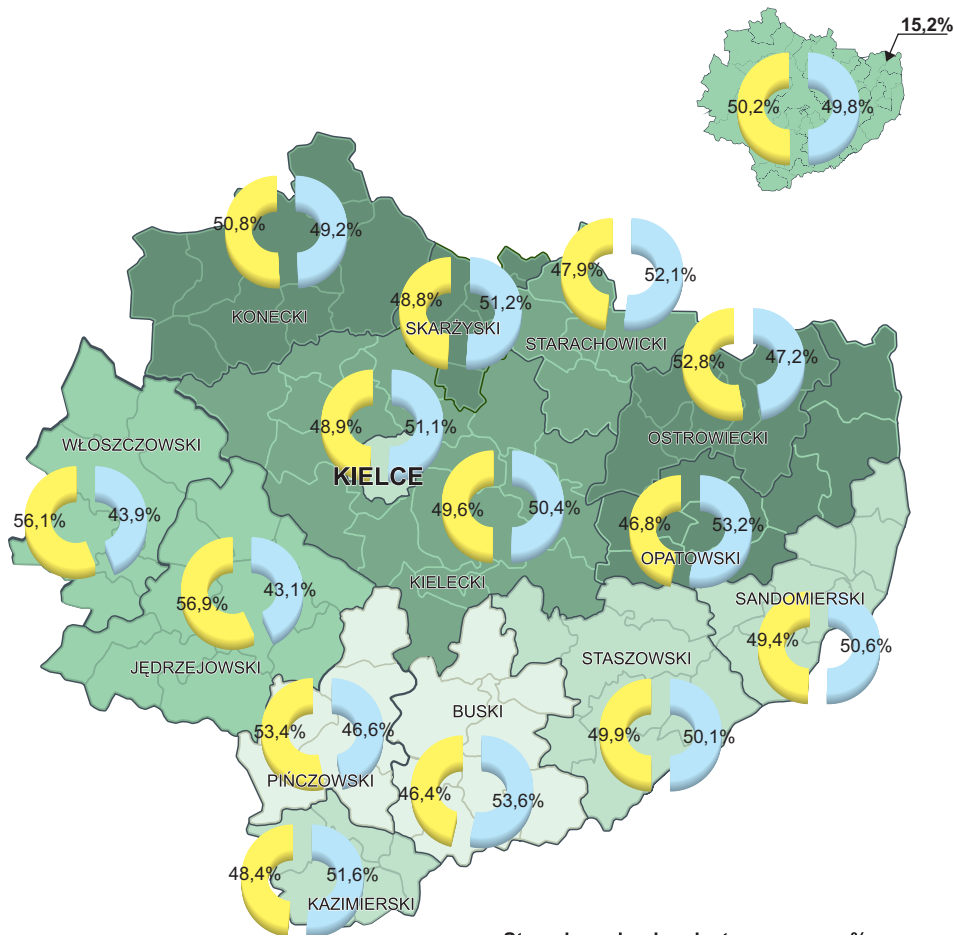 15,2%
50,2% 49,8%
50,8% 49,2%
KONECKI
48,8% 51,2%
SKARŻYSKI
47,9% 52,1%
STARACHOWICKI
52,8% 47,2%
OSTROWIECKI
48,9% 51,1%
KIELCE
WŁOSZCZOWSKI
56,1% 43,9%
49,6% 50,4%
KIELECKI
46,8% 53,2%
OPATOWSKI
56,9% 43,1%
JĘDRZEJOWSKI
SANDOMIERSKI
49,4% 50,6%
STASZOWSKI
49,9% 50,1%
53,4% 46,6%
PIŃCZOWSKI
BUSKI
46,4% 53,6%
48,4% 51,6%
KAZIMIERSKI